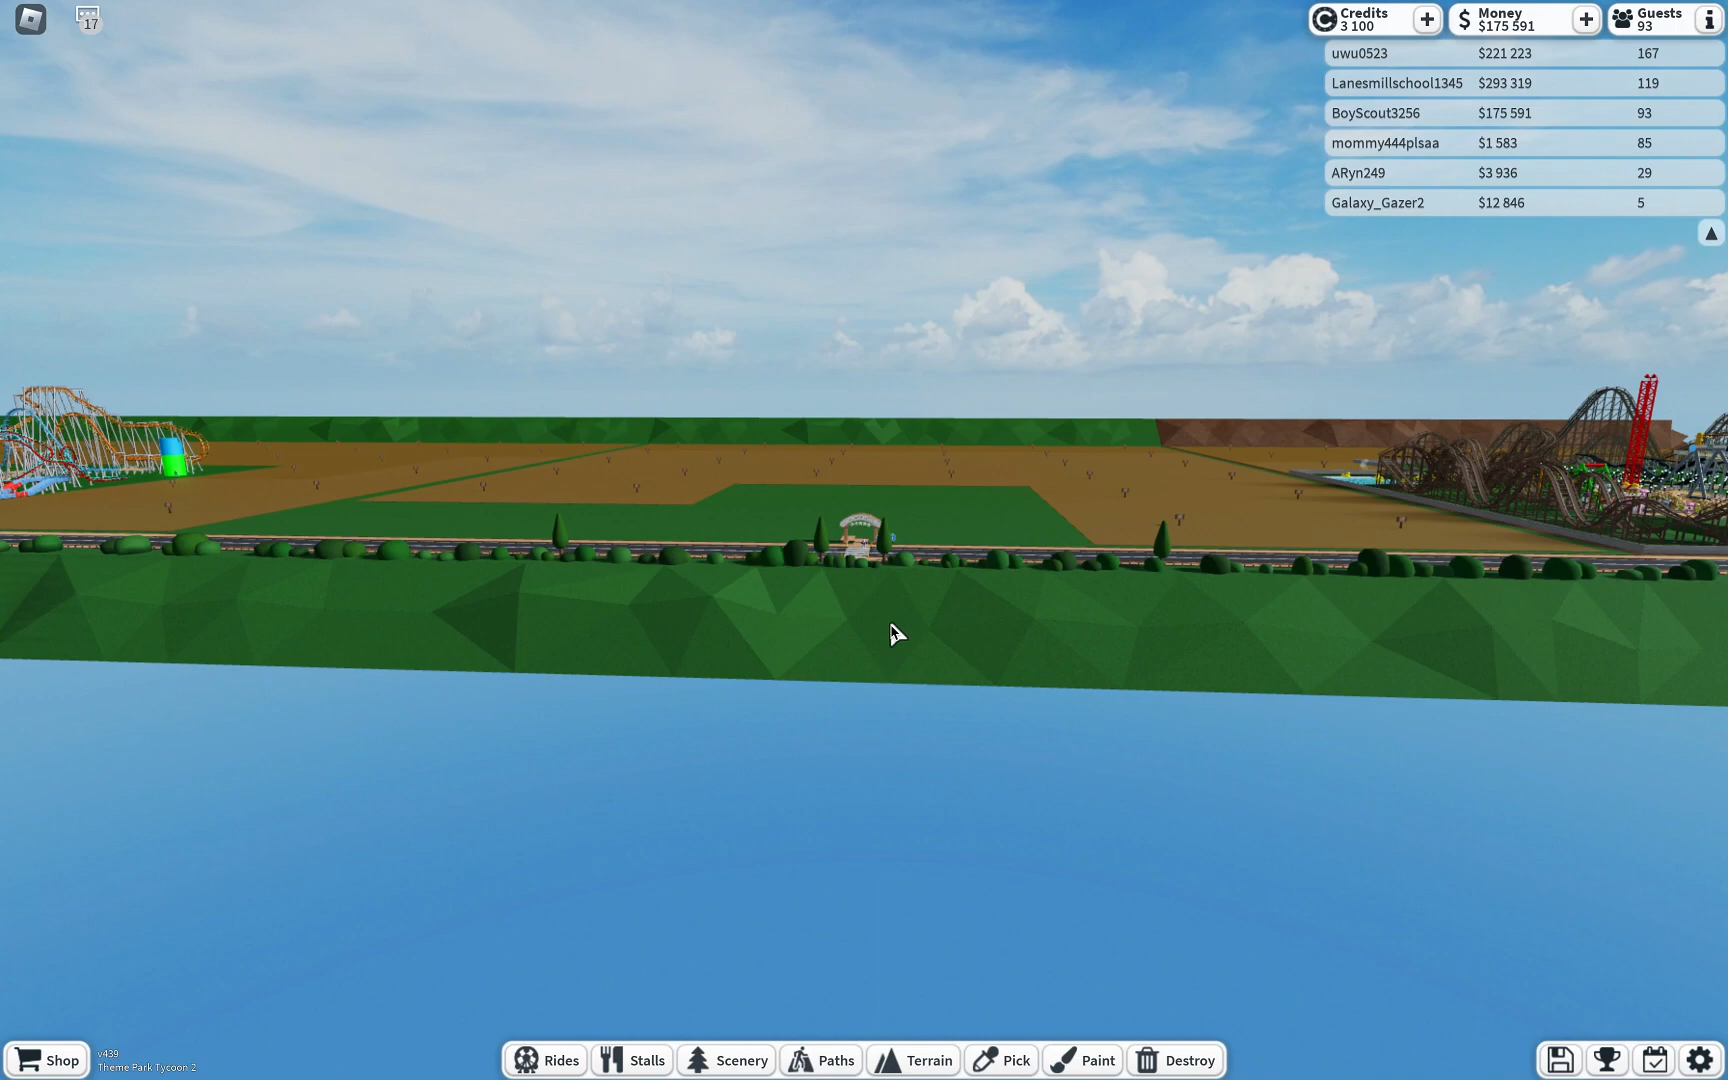 17
Credits
3 100
Money
$175 591
Guests
93
uwu0523 $221 223 167
Lanesmillschool1345 $293 319 119
BoyScout3256 $175 591 93
mommy444plsaa $1 583 85
ARyn249 $3 936 29
Galaxy_Gazer2 $12 846 5
Shop
v439
Theme Park Tycoon 2
Rides
Stalls
Scenery
Paths
Terrain
Pick
Paint
Destroy